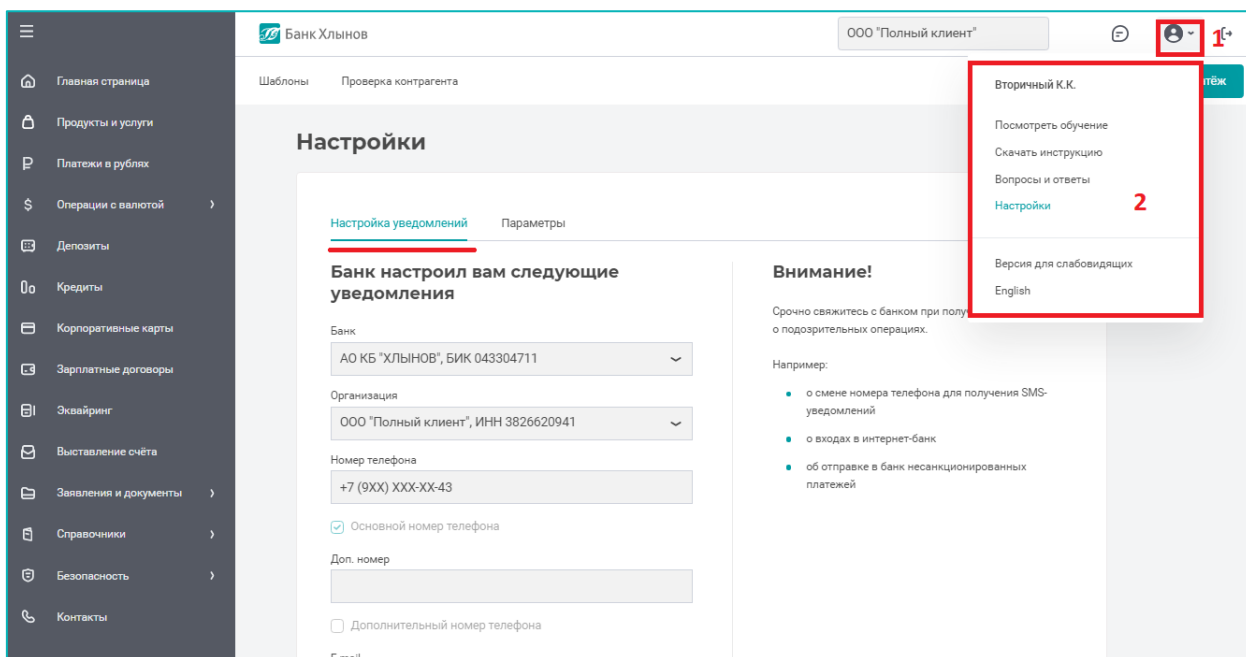 Банк Хлынов
ООО "Полный клиент"
1
Главная страница
Продукты и услуги
Платежи в рублях
Операции с валютой
Депозиты
Кредиты
Корпоративные карты
Зарплатные договоры
Эквайринг
Выставление счёта
Заявления и документы
Справочники
Безопасность
Контакты
Шаблоны Проверка контрагента
Вторичный К.К.
Посмотреть обучение
Скачать инструкцию
Вопросы и ответы
Настройки 2
Версия для слабовидящих
English
Настройки
Настройка уведомлений Параметры
Банк настроил вам следующие
уведомления
Банк
АО КБ "ХЛЫНОВ", БИК 043304711
Организация
ООО "Полный клиент", ИНН 3826620941
Номер телефона
+7 (9XX) XXX-XX-43
Основной номер телефона
Доп. номер
Дополнительный номер телефона
E-mail
Внимание!
Срочно свяжитесь с банком при
о подозрительных операциях.
Например:
о смене номера телефона для получения SMS-
уведомлений
о входах в интернет-банк
об отправке в банк несанкционированных
платежей